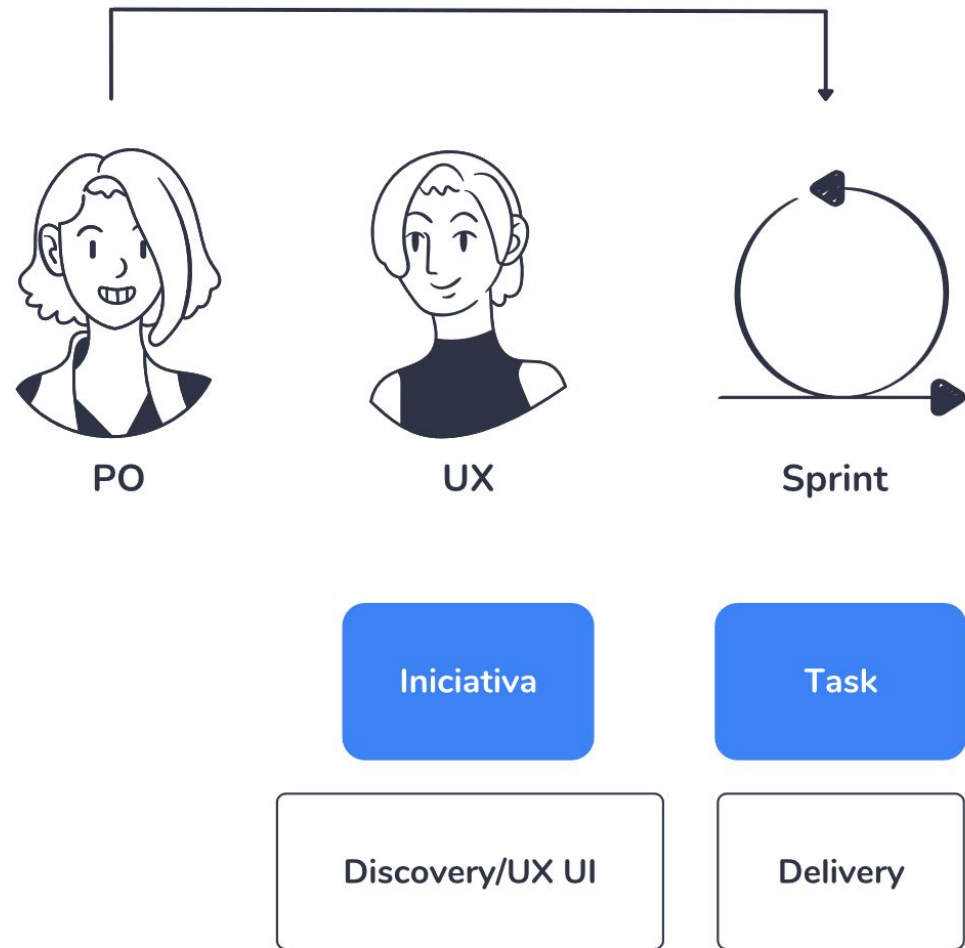 PO
UX
Sprint
Iniciativa
Task
Discovery/UX UI
Delivery